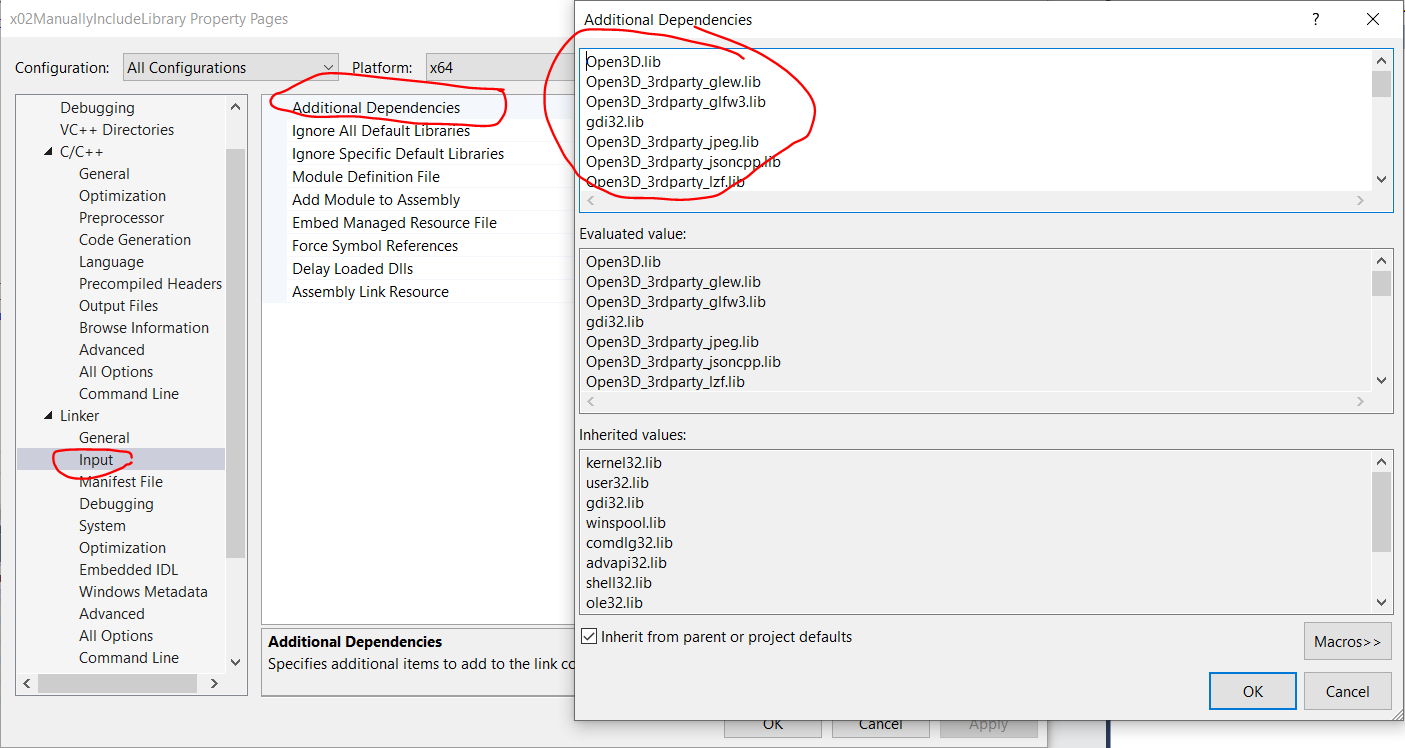 x02ManuallyIncludeLibrary Property Pages
Configuration:
All Configurations
Platform:
x64
Debugging
VC++ Directories
C/C++
General
Optimization
Preprocessor
Code Generation
Language
Precompiled Headers
Output Files
Browse Information
Advanced
All Options
Command Line
Linker
General
Input
Manifest File
Debugging
System
Optimization
Embedded IDL
Windows Metadata
Advanced
All Options
Command Line
Additional Dependencies
Ignore All Default Libraries
Ignore Specific Default Libraries
Module Definition File
Add Module to Assembly
Embed Managed Resource File
Force Symbol References
Delay Loaded Dlls
Assembly Link Resource
Additional Dependencies
Specifies additional items to add to the link co
OK
Cancel
Apply
Additional Dependencies
?
Open3D.lib
Open3D_3rdparty_glew.lib
Open3D_3rdparty_glfw3.lib
gdi32.lib
Open3D_3rdparty_jpeg.lib
Open3D_3rdparty_jsoncpp.lib
Open3D_3rdparty_lzf.lib
Evaluated value:
Open3D.lib
Open3D_3rdparty_glew.lib
Open3D_3rdparty_glfw3.lib
gdi32.lib
Open3D_3rdparty_jpeg.lib
Open3D_3rdparty_jsoncpp.lib
Open3D_3rdparty_lzf.lib
Inherited values:
kernel32.lib
user32.lib
gdi32.lib
winspool.lib
comdlg32.lib
advapi32.lib
shell32.lib
ole32.lib
Inherit from parent or project defaults
Macros>>
OK
Cancel